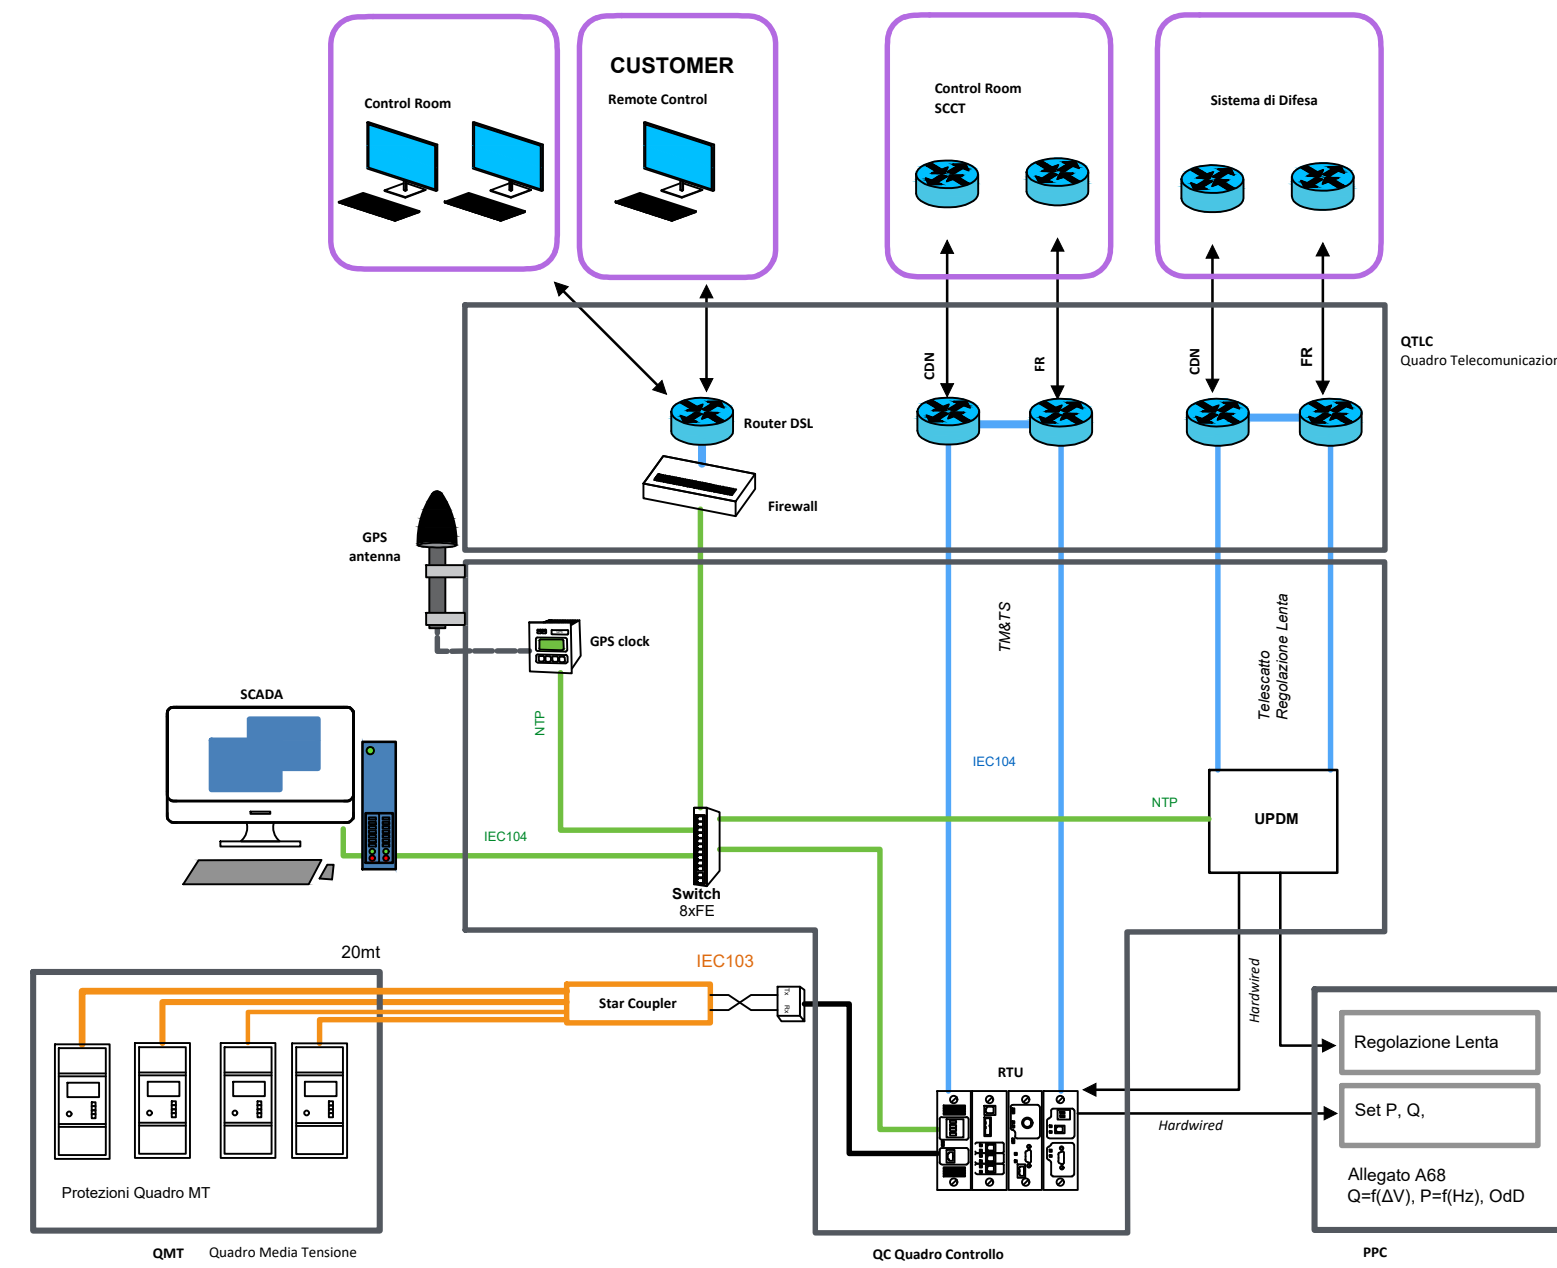 CUSTOMER
Control Room
Remote Control
Control Room
SCCT
Sistema di Difesa
CDN
FR
CDN
FR
QTLC
Quadro Telecomunicazion
Router DSL
Firewall
GPS
antenna
GPS clock
TM&TS
Telescatto
Regolazione Lenta
SCADA
NTP
IEC104
NTP
UPDM
IEC104
Switch
8xFE
20mt
IEC103
Star Coupler
Tx
Rx
Hardwired
Regolazione Lenta
RTU
Set P, Q,
Hardwired
Allegato A68
Q=f(ΔV), P=f(Hz), OdD
Protezioni Quadro MT
QMT Quadro Media Tensione
QC Quadro Controllo
PPC